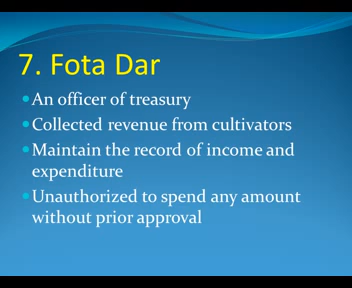 7. Fota Dar
An officer of treasury
Collected revenue from cultivators
Maintain the record of income and
expenditure
Unauthorized to spend any amount
without prior approval